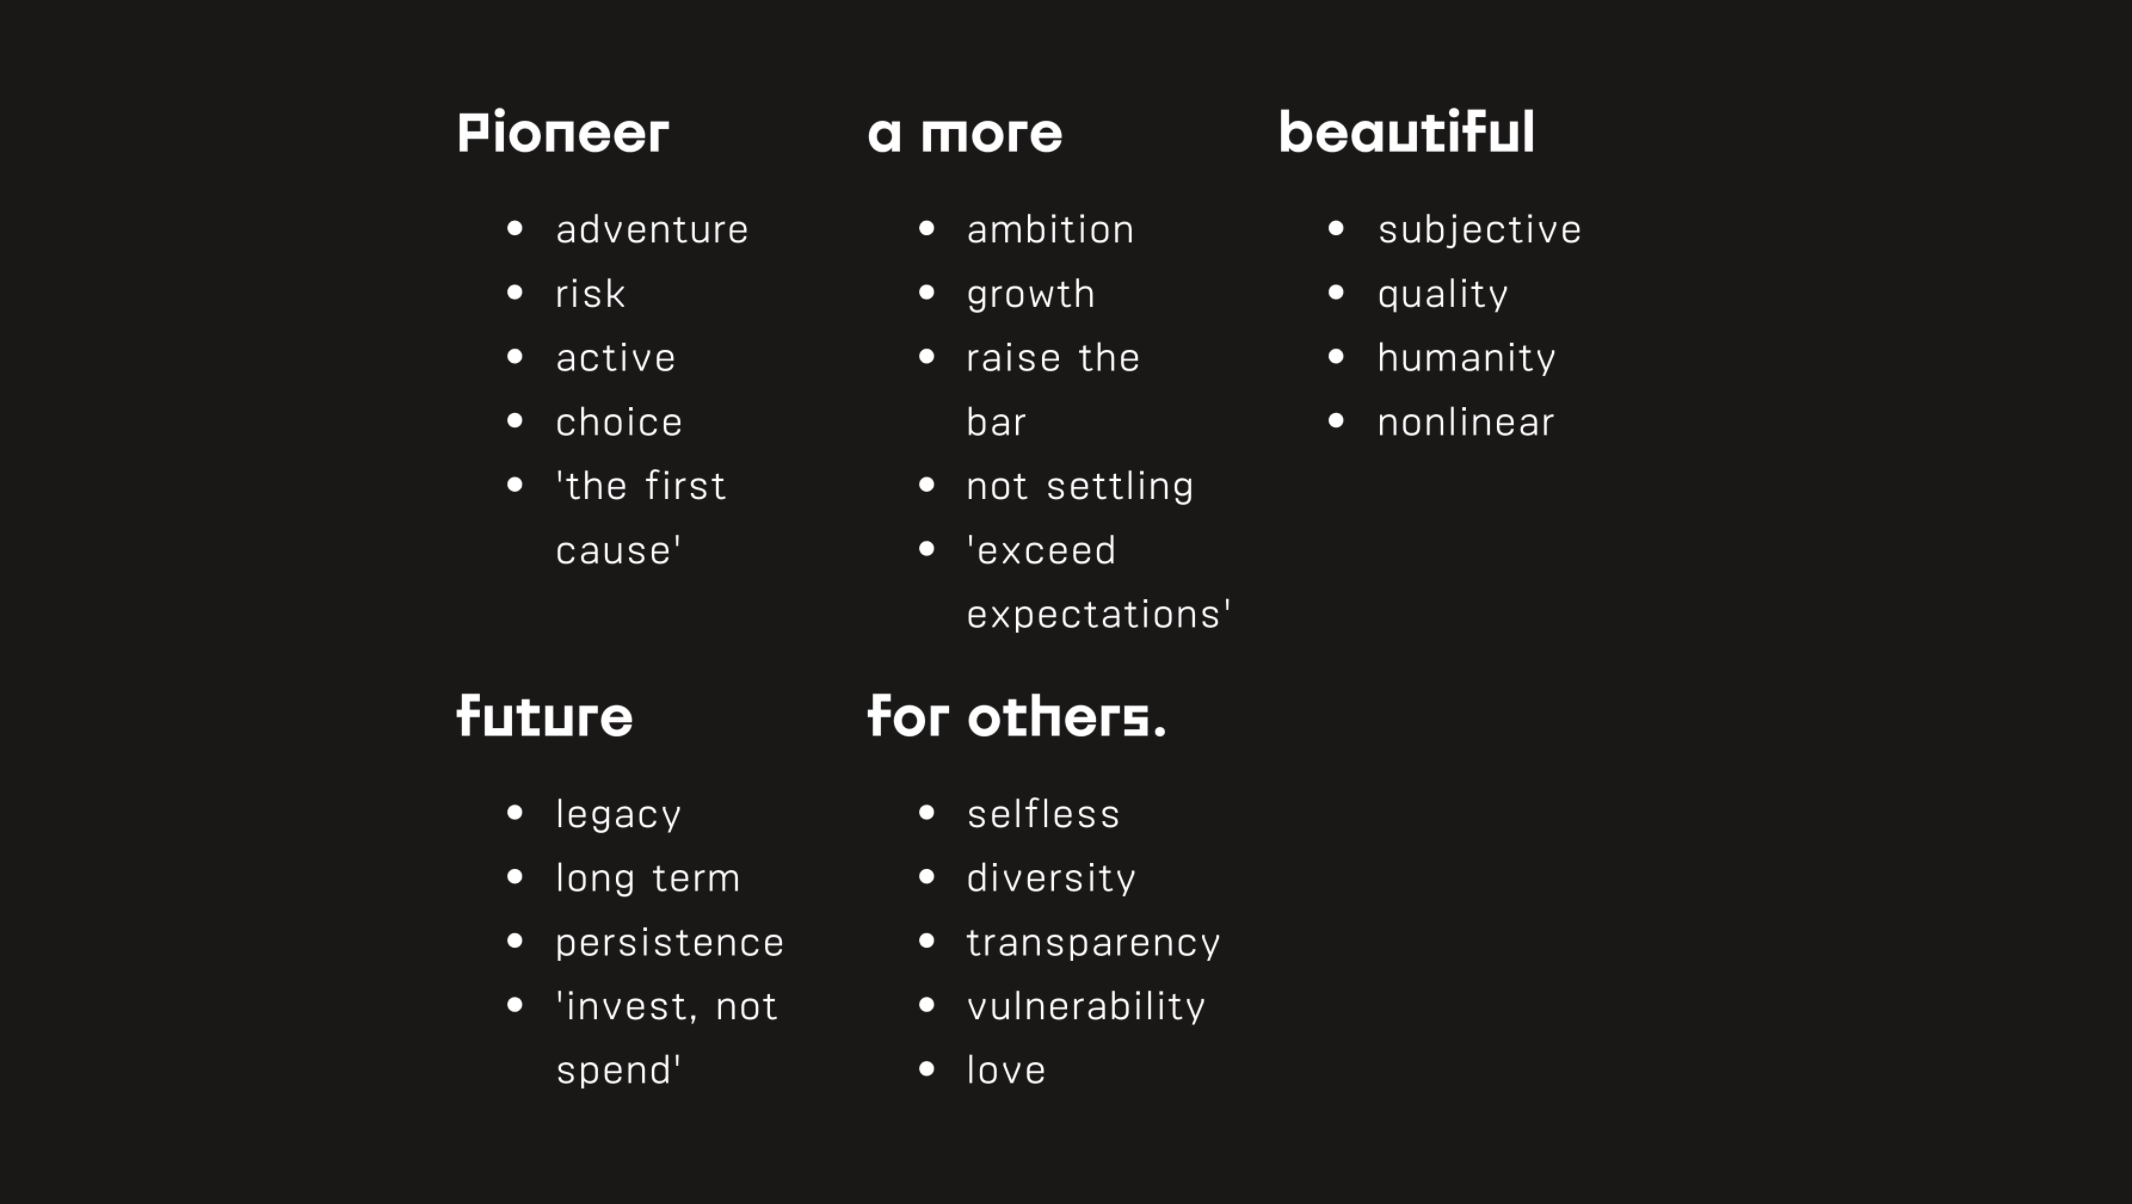 Pioneer
• adventure
• risk
• active
• choice
• 'the first
cause'
a more
• ambition
• growth
• raise the
bar
• not settling
• 'exceed
expectations'
beautiful
• subjective
• quality
• humanity
• nonlinear
future
• legacy
• long term
• persistence
• 'invest, not
spend'
for others.
• selfless
• diversity
• transparency
• vulnerability
• love